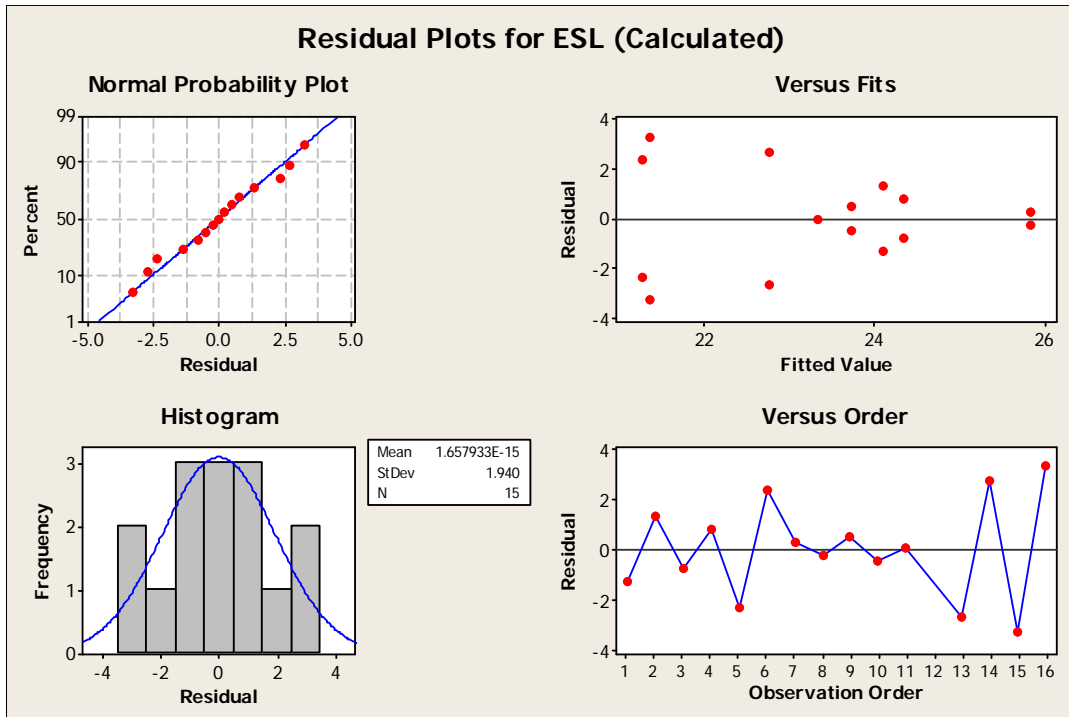 Residual Plots for ESL (Calculated)
Normal Probability Plot
99
90
50
10
1
Percent
-5.0 -2.5 0.0 2.5 5.0
Residual
Versus Fits
4
2
0
-2
-4
Residual
22 24 26
Fitted Value
Histogram
3
2
1
0
Frequency
-4 -2 0 2 4
Residual
Mean 1.657933E-15
StDev 1.940
N 15
Versus Order
4
2
0
-2
-4
Residual
1 2 3 4 5 6 7 8 9 10 11 12 13 14 15 16
Observation Order